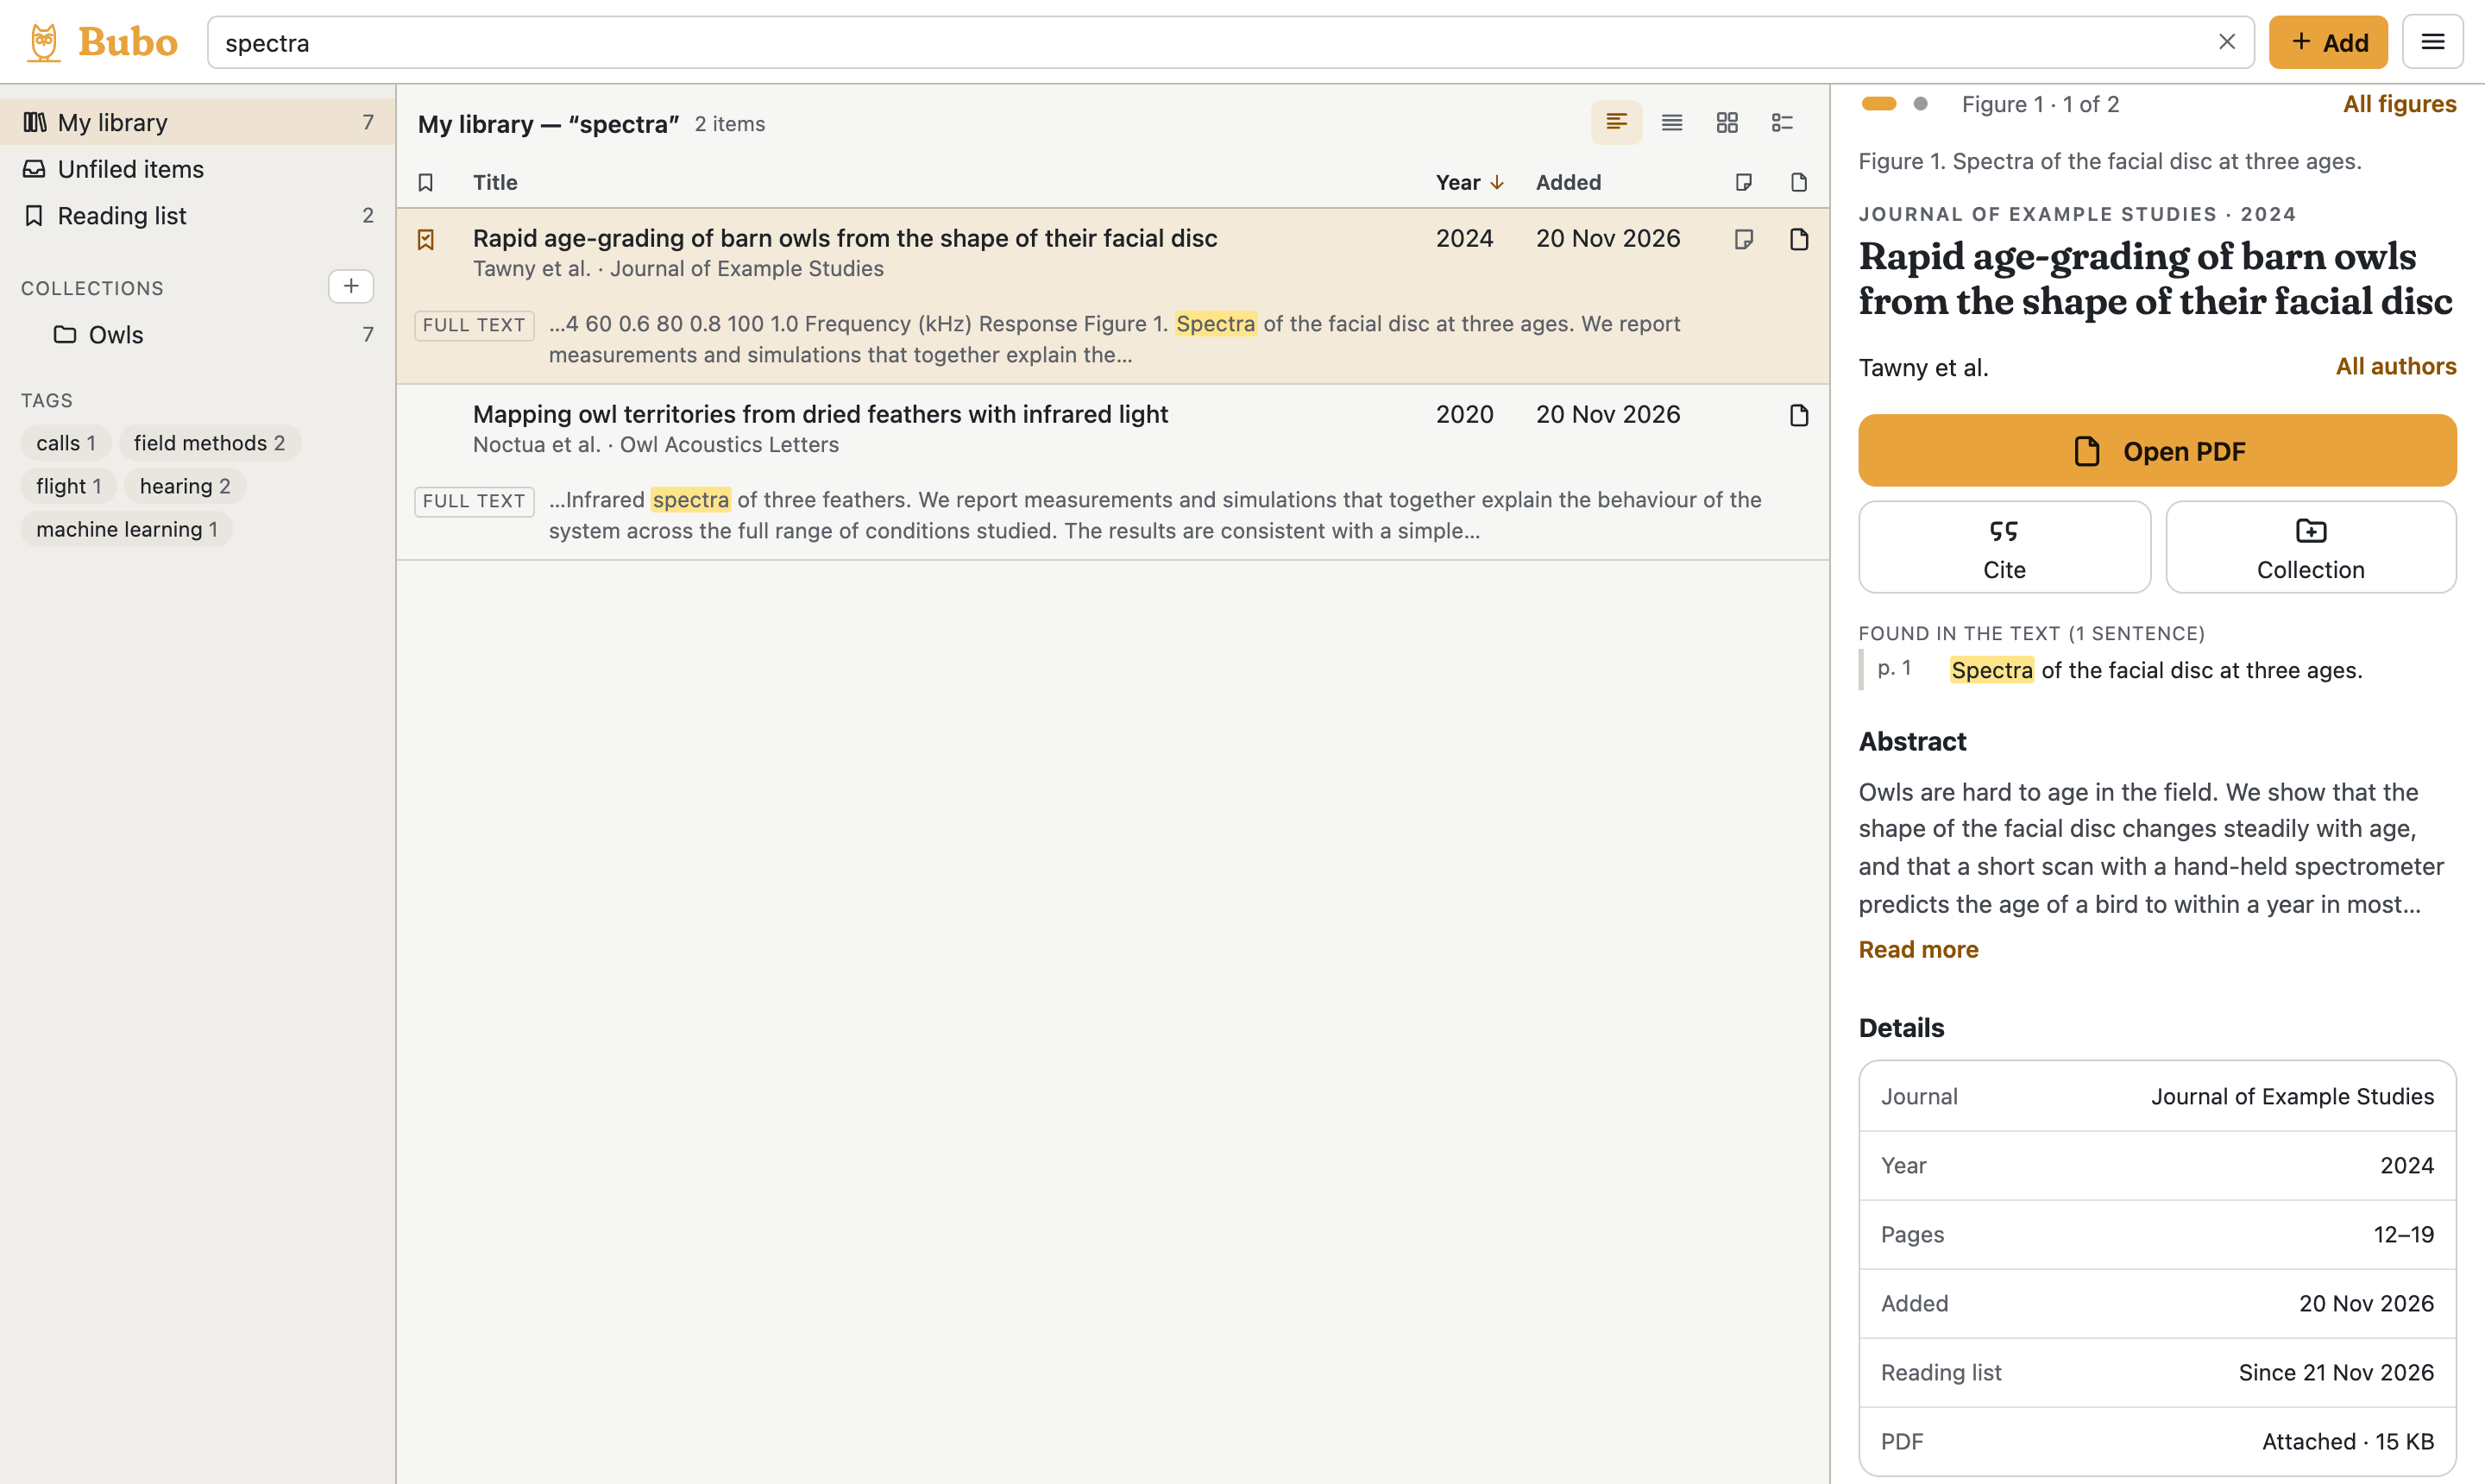 Bubo
spectra
Add
My library 7
Unfiled items
Reading list 2
COLLECTIONS
Owls 7
TAGS
calls 1 field methods 2
flight 1 hearing 2
machine learning 1
My library — “spectra” 2 items
Title Year Added
Rapid age-grading of barn owls from the shape of their facial disc 2024 20 Nov 2026
Tawny et al. · Journal of Example Studies
FULL TEXT ...4 60 0.6 80 0.8 100 1.0 Frequency (kHz) Response Figure 1. Spectra of the facial disc at three ages. We report
measurements and simulations that together explain the...
Mapping owl territories from dried feathers with infrared light 2020 20 Nov 2026
Noctua et al. · Owl Acoustics Letters
FULL TEXT ...Infrared spectra of three feathers. We report measurements and simulations that together explain the behaviour of the
system across the full range of conditions studied. The results are consistent with a simple...
Figure 1 · 1 of 2 All figures
Figure 1. Spectra of the facial disc at three ages.
JOURNAL OF EXAMPLE STUDIES · 2024
Rapid age-grading of barn owls
from the shape of their facial disc
Tawny et al. All authors
Open PDF
Cite Collection
FOUND IN THE TEXT (1 SENTENCE)
p. 1 Spectra of the facial disc at three ages.
Abstract
Owls are hard to age in the field. We show that the
shape of the facial disc changes steadily with age,
and that a short scan with a hand-held spectrometer
predicts the age of a bird to within a year in most...
Read more
Details
Journal Journal of Example Studies
Year 2024
Pages 12–19
Added 20 Nov 2026
Reading list Since 21 Nov 2026
PDF Attached · 15 KB